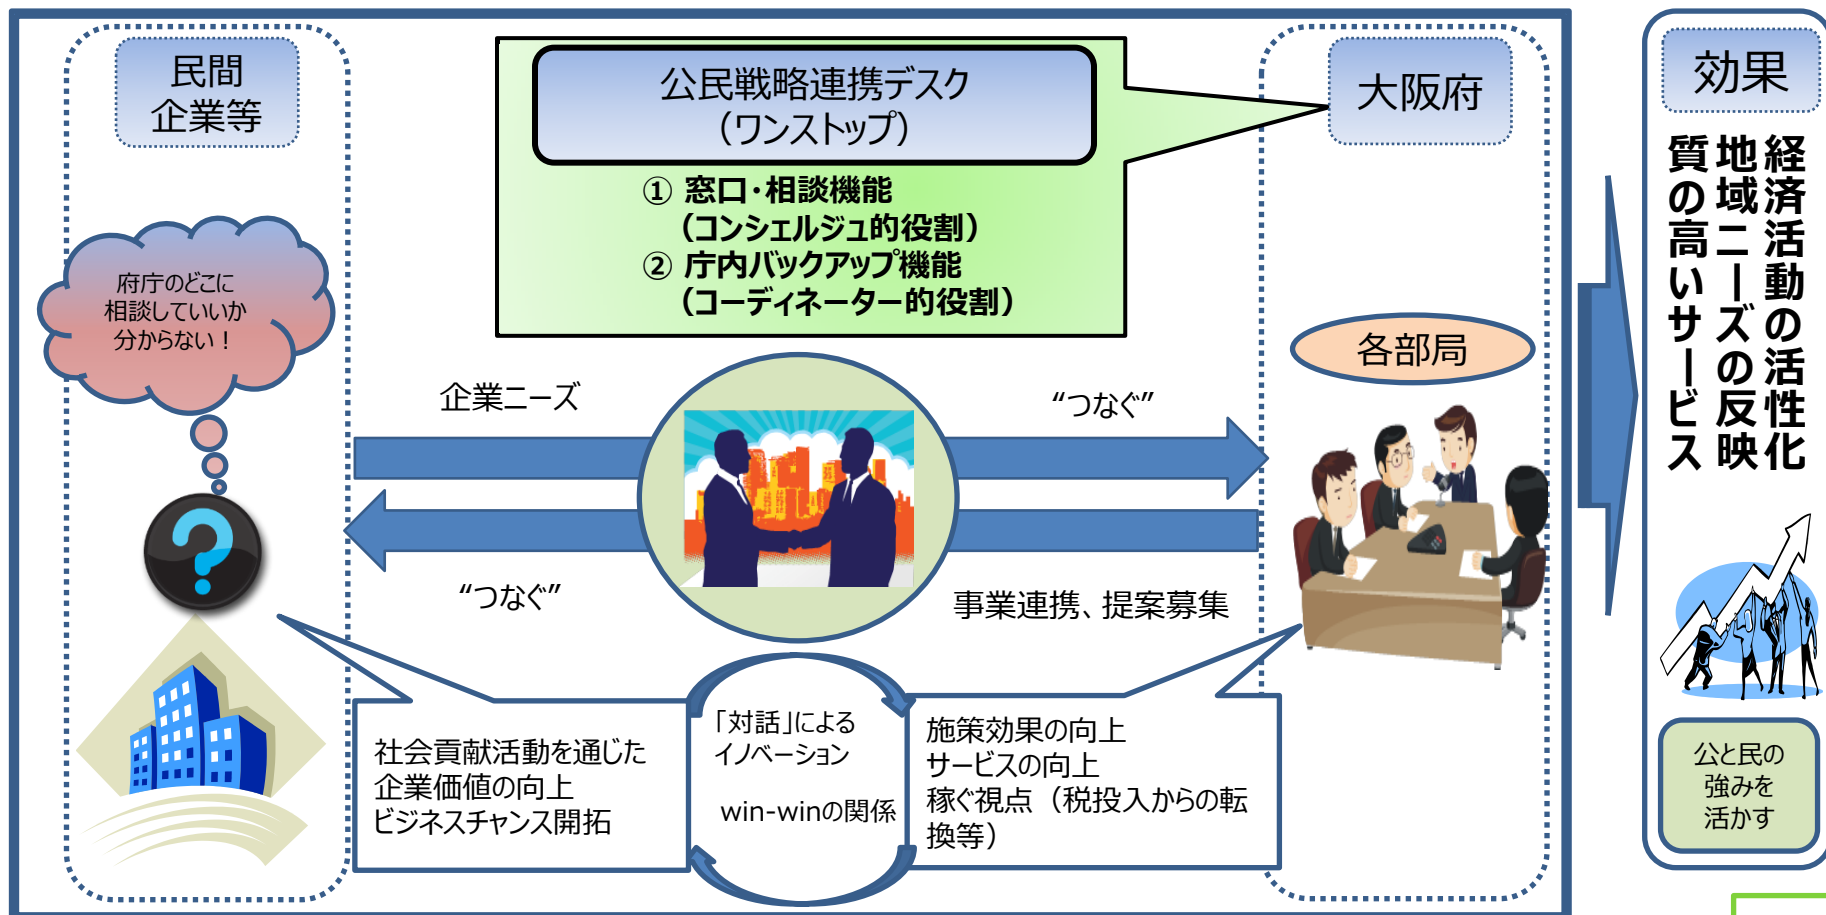 民間
企業等
公民戦略連携デスク
（ワンストップ）
① 窓口・相談機能
（コンシェルジュ的役割）
② 庁内バックアップ機能
（コーディネーター的役割）
大阪府
府庁のどこに
相談していいか
分からない！
各部局
企業ニーズ
“つなぐ”
“つなぐ”
事業連携、提案募集
社会貢献活動を通じた
企業価値の向上
ビジネスチャンス開拓
「対話」による
イノベーション
win-winの関係
施策効果の向上
サービスの向上
稼ぐ視点（税投入からの転
換等）
効果
経済活動の活性化
地域ニーズの反映
質の高いサービス
公と民の
強みを
活かす